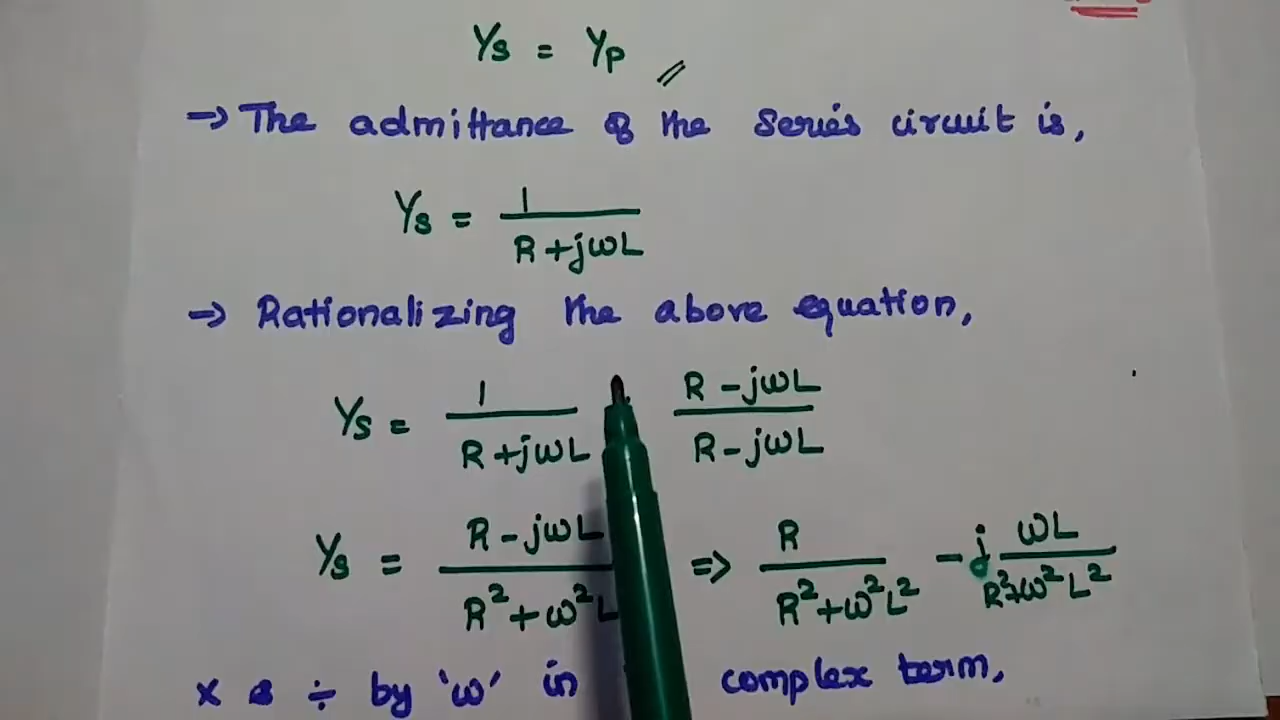 Ys = Yp //
→ The admittance of the series circuit is,
Ys = 1 / (R + jωL)
→ Rationalizing the above equation,
Ys = 1 / (R + jωL) (R - jωL) / (R - jωL)
Ys = (R - jωL) / (R² + ω²L ⇒ R / (R² + ω²L²) - j ωL / (R² + ω²L²)
x & ÷ by 'ω' in complex term,